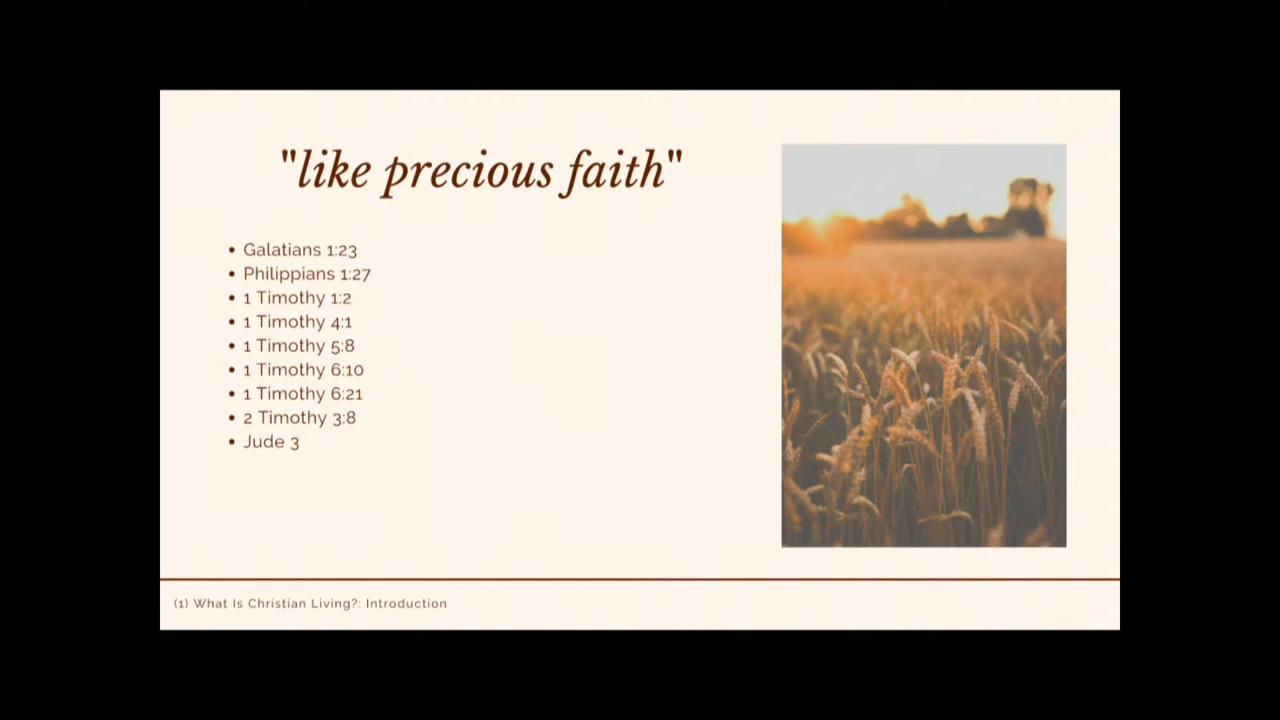 "like precious faith"
• Galatians 1:23
• Philippians 1:27
• 1 Timothy 1:2
• 1 Timothy 4:1
• 1 Timothy 5:8
• 1 Timothy 6:10
• 1 Timothy 6:21
• 2 Timothy 3:8
• Jude 3
(1) What Is Christian Living?: Introduction